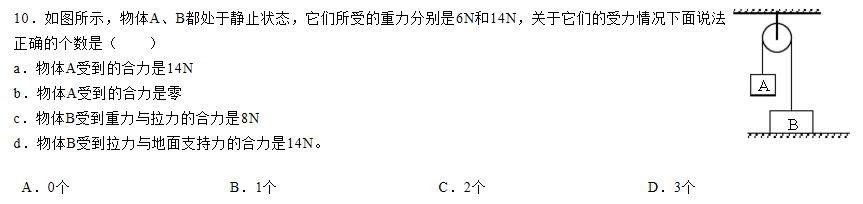 10．如图所示，物体A、B都处于静止状态，它们所受的重力分别是6N和14N，关于它们的受力情况下面说法
正确的个数是（　　）
a．物体A受到的合力是14N
b．物体A受到的合力是零
c．物体B受到重力与拉力的合力是8N
d．物体B受到拉力与地面支持力的合力是14N。
A．0个 B．1个 C．2个 D．3个
A
B